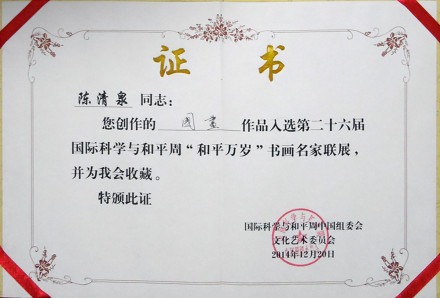 证书
陈清泉 同志：
您创作的 国画 作品入选第二十六届
国际科学与和平周“和平万岁”书画名家联展，
并为我会收藏。
特颁此证
国际科学与和平周中国组委会
文化艺术委员会
2014年12月20日